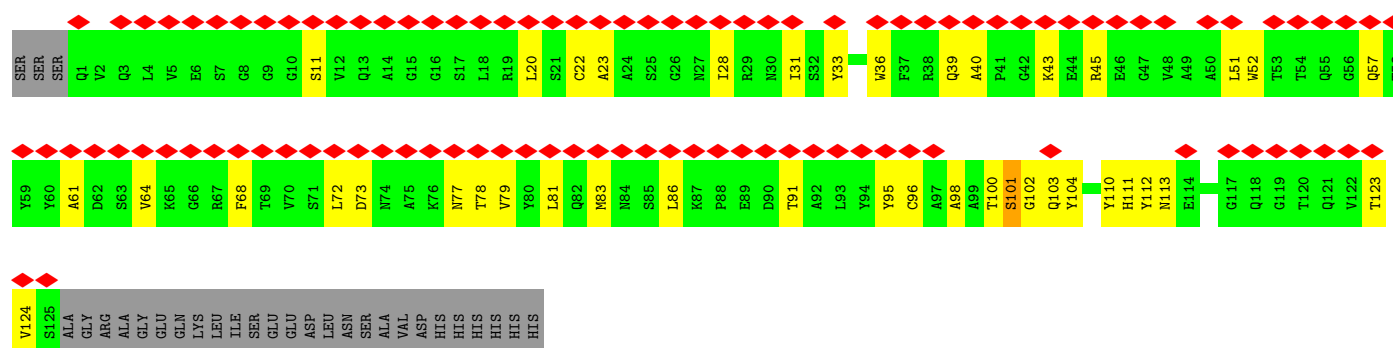 SER SER SER Q1 V2 Q3 L4 V5 E6 S7 G8 G9 G10 S11 V12 Q13 A14 G15 G16 S17 L18 R19 L20 S21 C22 A23 A24 S25 G26 N27 I28 R29 N30 I31 S32 Y33 W36 F37 R38 Q39 A40 P41 G42 K43 E44 R45 E46 G47 V48 A49 A50 L51 W52 T53 T54 Q55 G56 Q57
Y59 Y60 A61 D62 S63 V64 K65 G66 R67 F68 T69 V70 S71 L72 D73 N74 A75 K76 N77 T78 V79 Y80 L81 Q82 M83 N84 S85 L86 K87 P88 E89 D90 T91 A92 L93 Y94 Y95 C96 A97 A98 A99 T100 S101 G102 Q103 Y104 Y110 H111 Y112 N113 E114 G117 Q118 G119 T120 Q121 V122 T123
V124 S125 ALA GLY ARG ALA GLY GLU GLN LYS LEU ILE SER GLU GLU ASP LEU ASN SER ALA VAL ASP HIS HIS HIS HIS HIS HIS